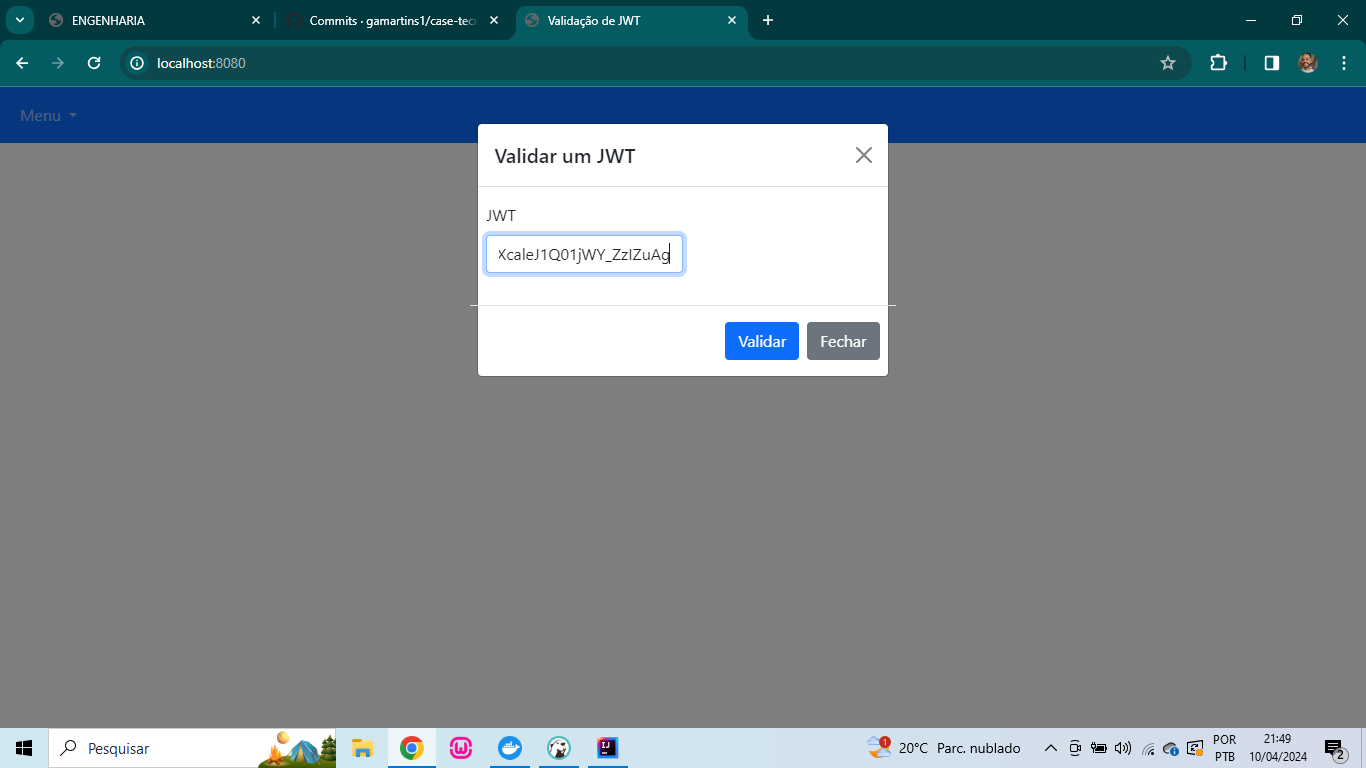 ENGENHARIA
Commits · gamartins1/case-tec
Validação de JWT
localhost:8080
Menu
Validar um JWT
JWT
XcaleJ1Q01jWY_ZzIZuAg
Validar
Fechar
Pesquisar
1
20°C Parc. nublado
POR
PTB
21:49
10/04/2024
2